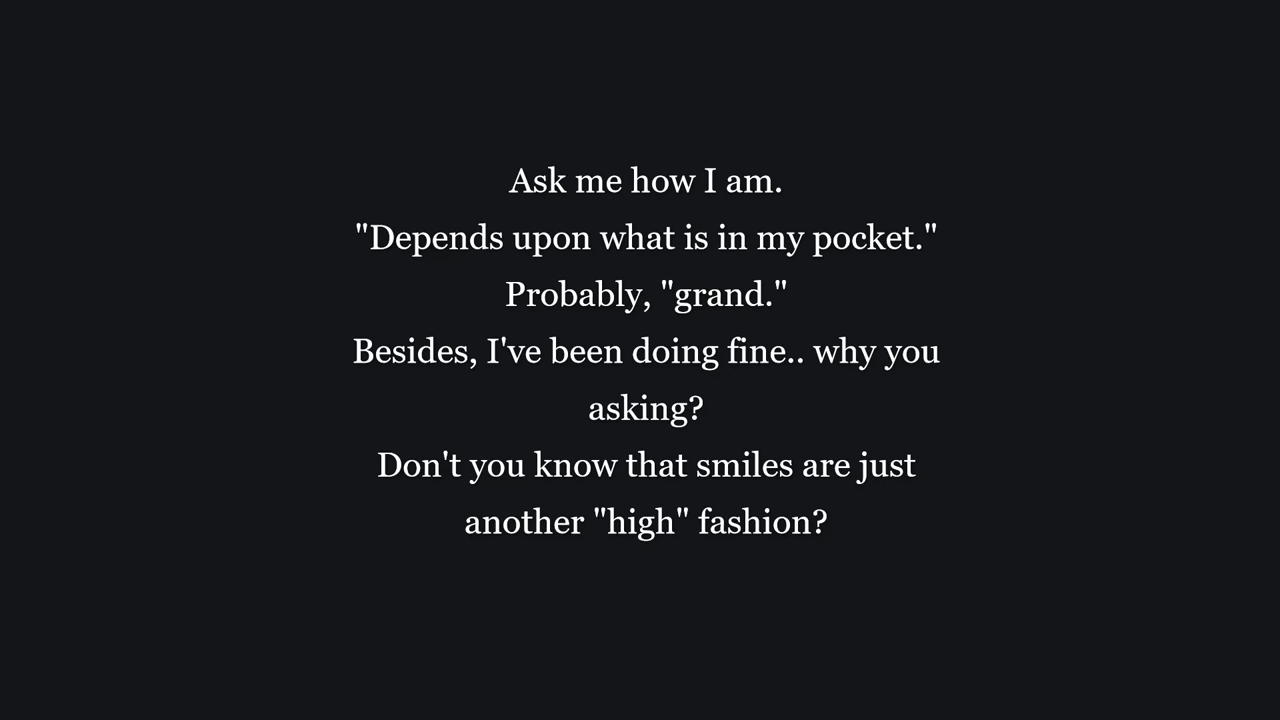 Ask me how I am.
"Depends upon what is in my pocket."
Probably, "grand."
Besides, I've been doing fine.. why you
asking?
Don't you know that smiles are just
another "high" fashion?